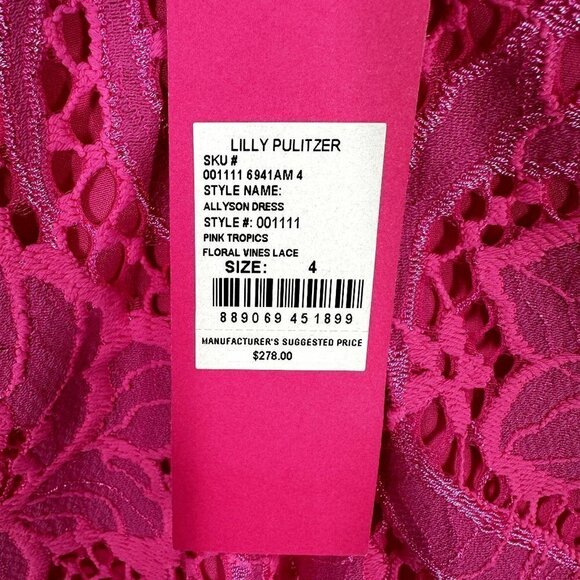 LILLY PULITZER
SKU #
001111 6941AM 4
STYLE NAME:
ALLYSON DRESS
STYLE #: 001111
PINK TROPICS
FLORAL VINES LACE
SIZE: 4
889069 451899
MANUFACTURER'S SUGGESTED PRICE
$278.00